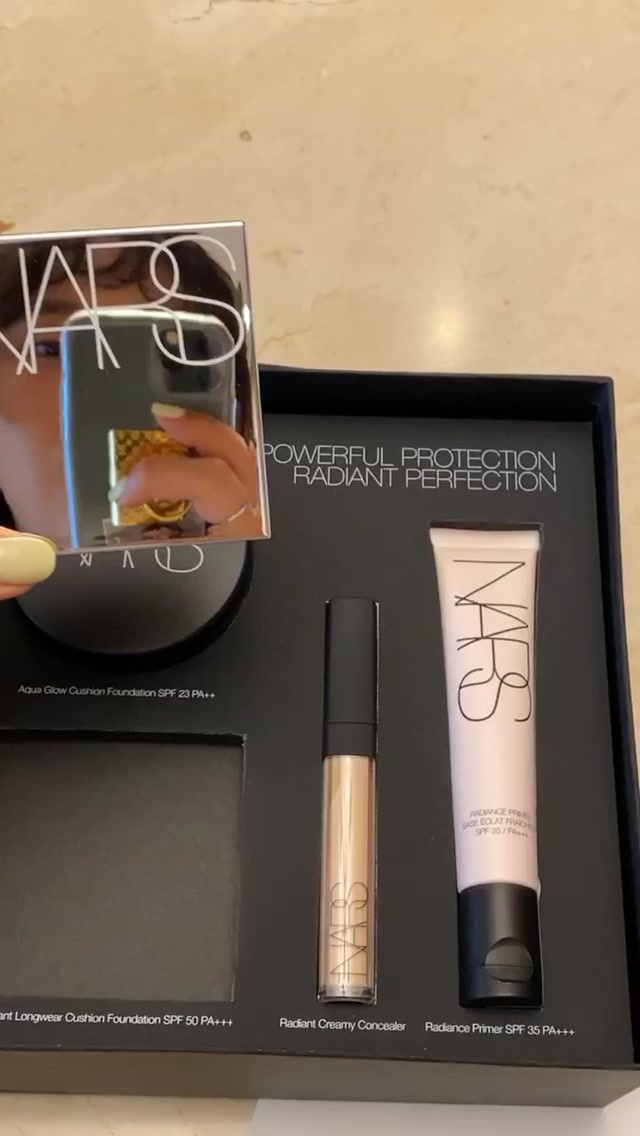 NARS
POWERFUL PROTECTION
RADIANT PERFECTION
NARS
Aqua Glow Cushion Foundation SPF 23 PA++
NARS
RADIANCE PRIMER
BASE ÉCLAT FRAÎCHEUR
SPF 35 / PA+++
NARS
ant Longwear Cushion Foundation SPF 50 PA+++
Radiant Creamy Concealer
Radiance Primer SPF 35 PA+++